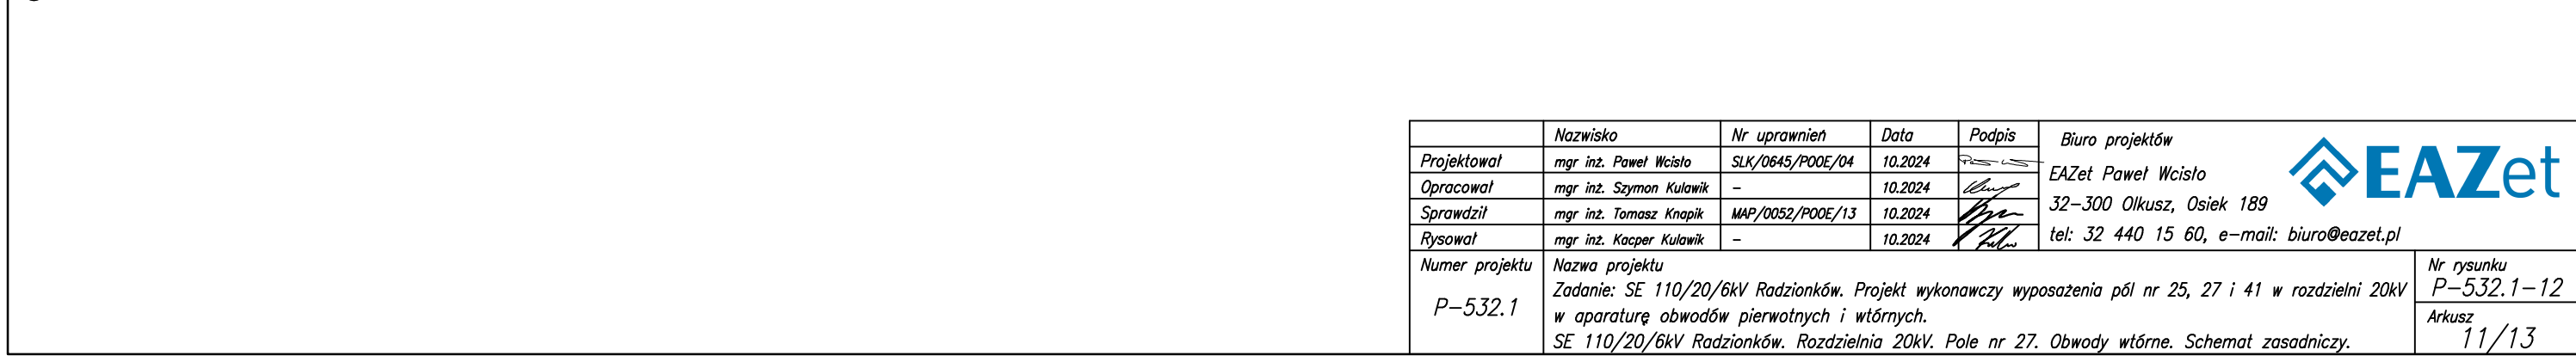 Nazwisko Nr uprawnień Data Podpis
Projektował mgr inż. Paweł Wcisło SLK/0645/POOE/04 10.2024
Opracował mgr inż. Szymon Kulawik – 10.2024
Sprawdził mgr inż. Tomasz Knapik MAP/0052/POOE/13 10.2024
Rysował mgr inż. Kacper Kulawik – 10.2024
Biuro projektów
EAZet Paweł Wcisło
32-300 Olkusz, Osiek 189
tel: 32 440 15 60, e-mail: biuro@eazet.pl
EAZet
Numer projektu
P-532.1
Nazwa projektu
Zadanie: SE 110/20/6kV Radzionków. Projekt wykonawczy wyposażenia pól nr 25, 27 i 41 w rozdzielni 20kV
w aparaturę obwodów pierwotnych i wtórnych.
SE 110/20/6kV Radzionków. Rozdzielnia 20kV. Pole nr 27. Obwody wtórne. Schemat zasadniczy.
Nr rysunku
P-532.1-12
Arkusz
11/13